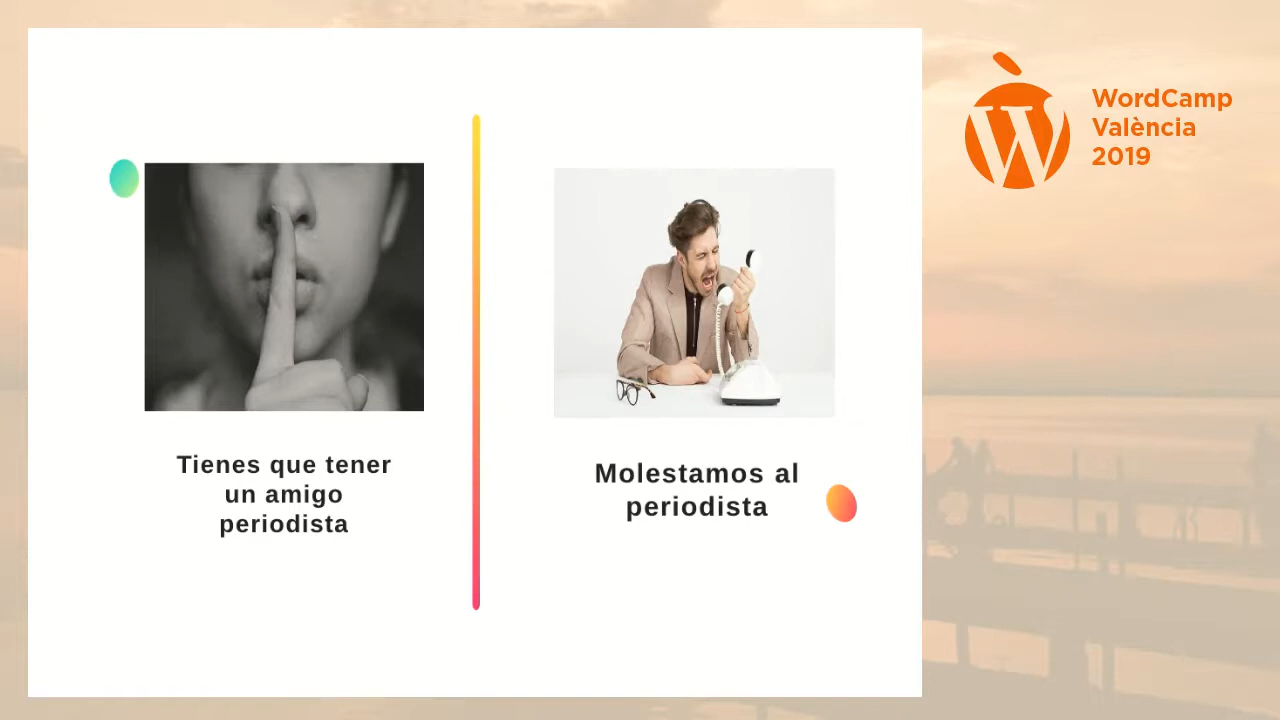 Tienes que tener
un amigo
periodista
Molestamos al
periodista
WordCamp
València
2019